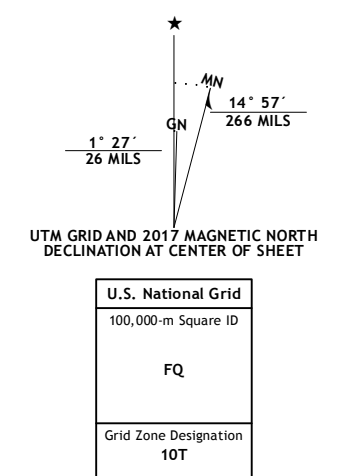 MN
GN
14° 57´
266 MILS
1° 27´
26 MILS
UTM GRID AND 2017 MAGNETIC NORTH
DECLINATION AT CENTER OF SHEET
U.S. National Grid
100,000-m Square ID
FQ
Grid Zone Designation
10T